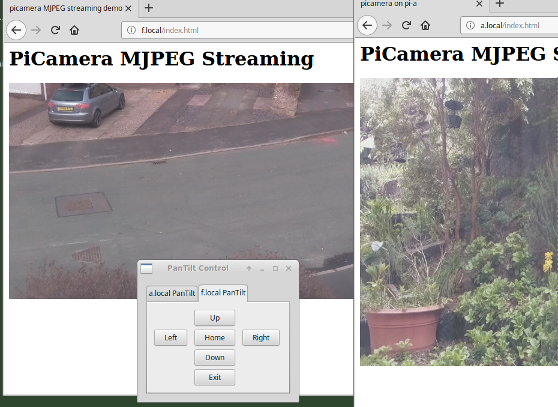 picamera MJPEG streaming demo
f.local/index.html
PiCamera MJPEG Streaming
picamera on pi-a
a.local/index.html
PiCamera MJPEG S
PanTilt Control
a.local PanTilt
f.local PanTilt
Up
Left
Home
Right
Down
Exit